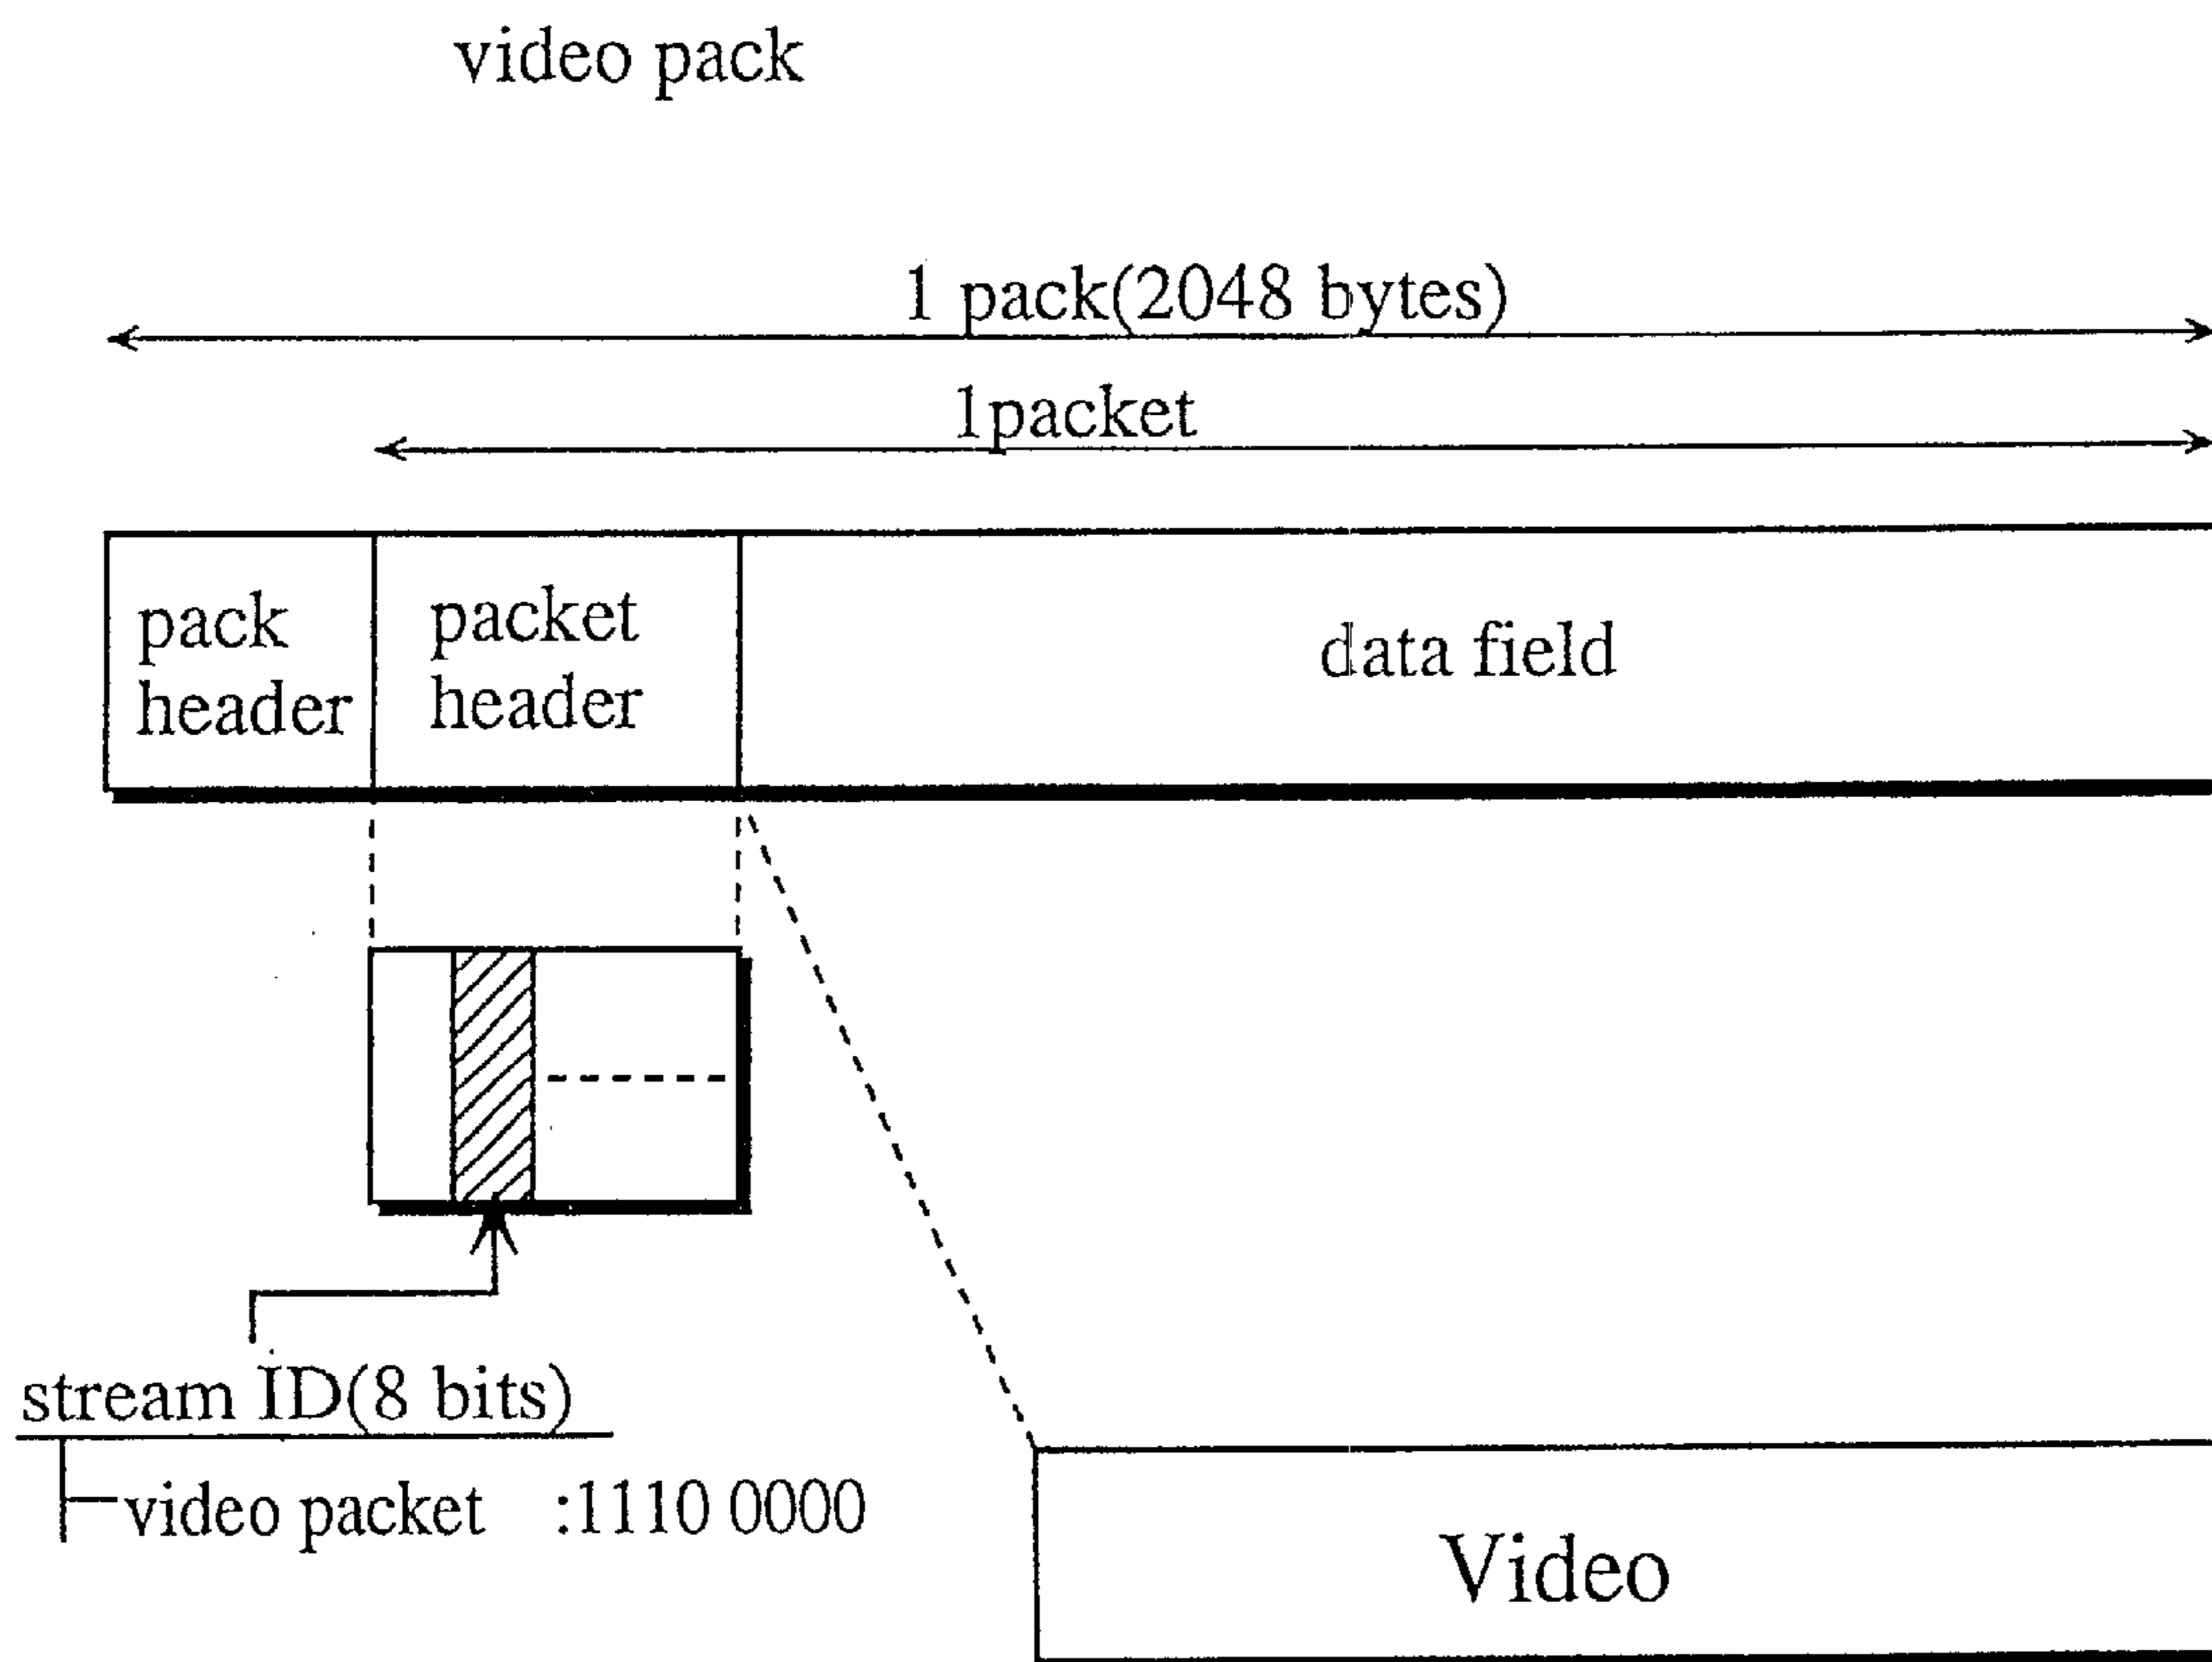 video pack
1 pack(2048 bytes)
1packet
pack
header
packet
header
data field
stream ID(8 bits)
video packet :1110 0000
Video